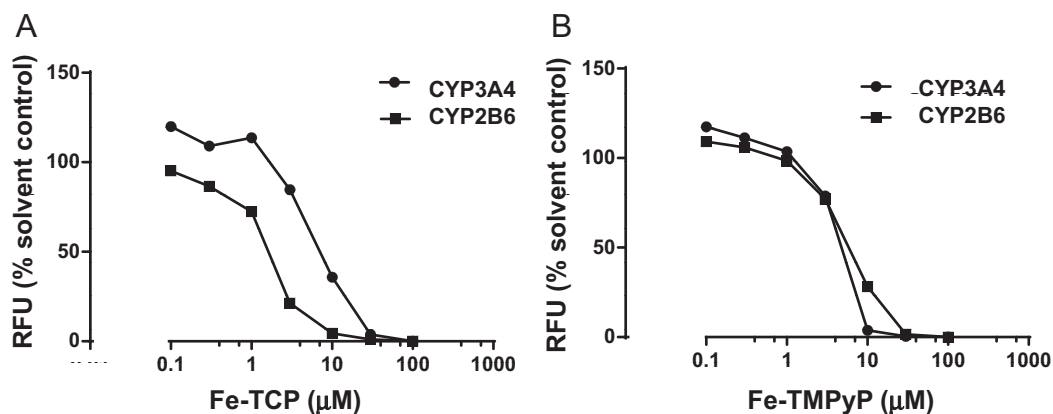 A
B
RFU (% solvent control)
150
100
50
0
CYP3A4
CYP2B6
0.1 1 10 100 1000
Fe-TCP (μM)
RFU (% solvent control)
150
100
50
0
CYP3A4
CYP2B6
0.1 1 10 100 1000
Fe-TMPyP (μM)